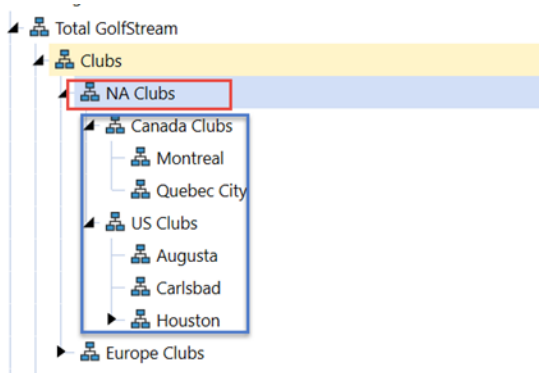 Total GolfStream
Clubs
NA Clubs
Canada Clubs
Montreal
Quebec City
US Clubs
Augusta
Carlsbad
Houston
Europe Clubs